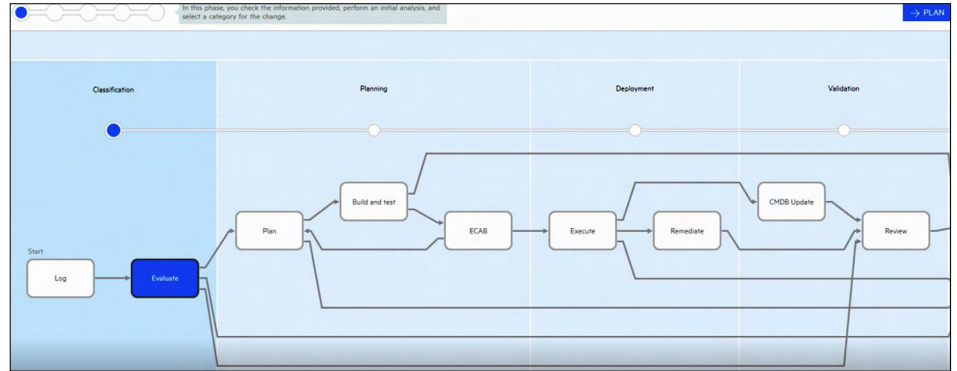 In this phase, you check the information provided, perform an initial analysis, and
select a category for the change.
→ PLAN
Classification
Planning
Deployment
Validation
Build and test
CMDB Update
Plan
ECAB
Execute
Remediate
Review
Start
Log
Evaluate